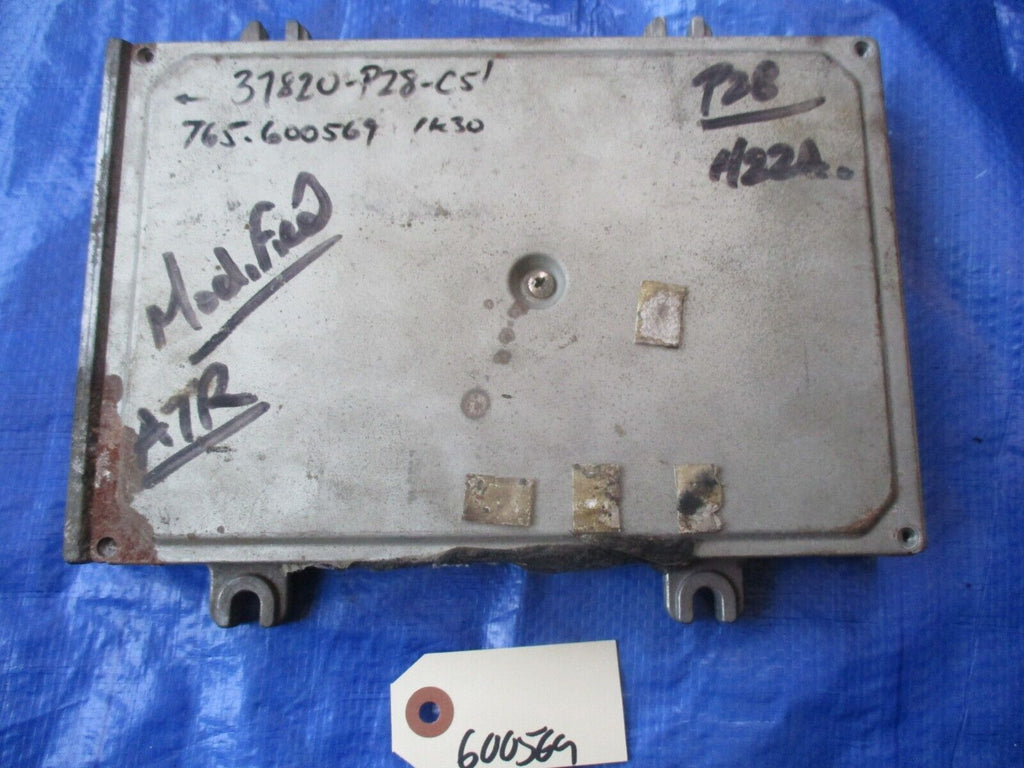 37820-P28-C51
765.600569 1K30
P28
H22A.
Modified
ATR
600569